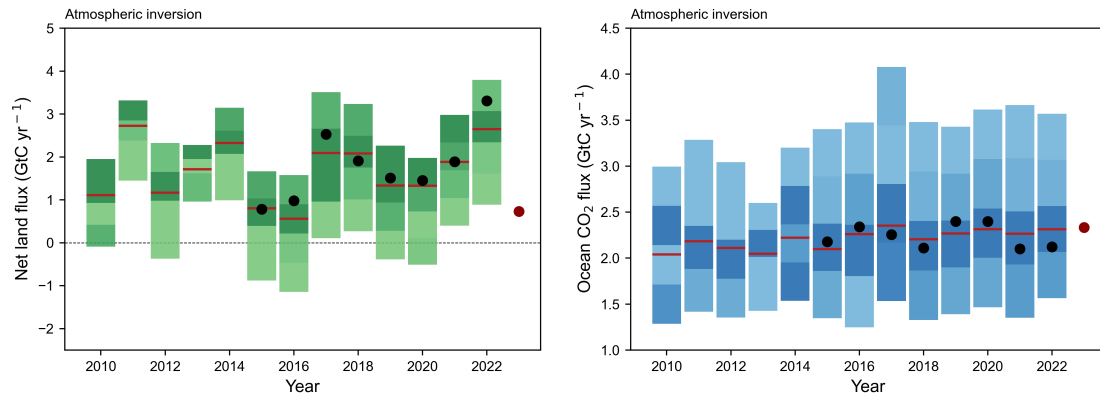 Atmospheric inversion
Net land flux (GtC yr⁻¹)
5
4
3
2
1
0
−1
−2
2010 2012 2014 2016 2018 2020 2022
Year
Atmospheric inversion
Ocean CO₂ flux (GtC yr⁻¹)
4.5
4.0
3.5
3.0
2.5
2.0
1.5
1.0
2010 2012 2014 2016 2018 2020 2022
Year